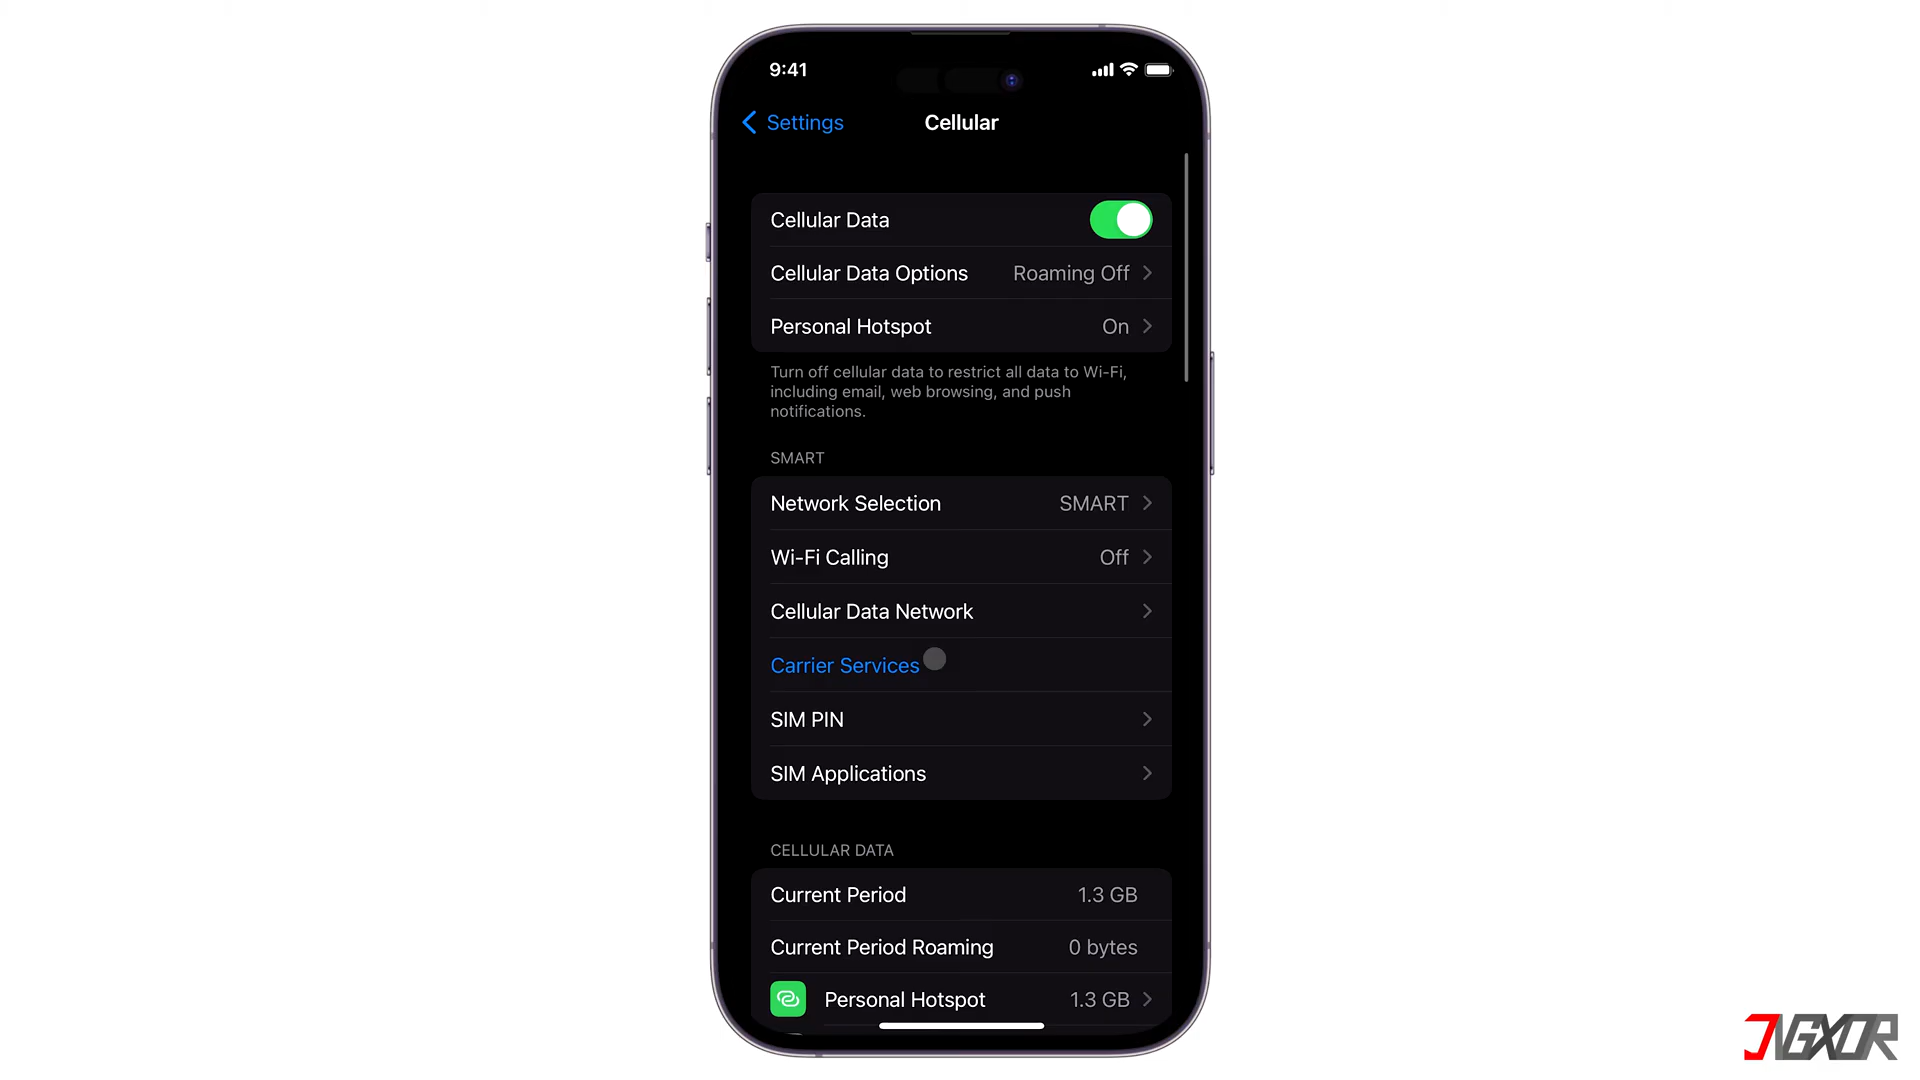 9:41
Settings
Cellular
Cellular Data
Cellular Data Options Roaming Off
Personal Hotspot On
Turn off cellular data to restrict all data to Wi-Fi,
including email, web browsing, and push
notifications.
SMART
Network Selection SMART
Wi-Fi Calling Off
Cellular Data Network
Carrier Services
SIM PIN
SIM Applications
CELLULAR DATA
Current Period 1.3 GB
Current Period Roaming 0 bytes
Personal Hotspot 1.3 GB
JVGXOR